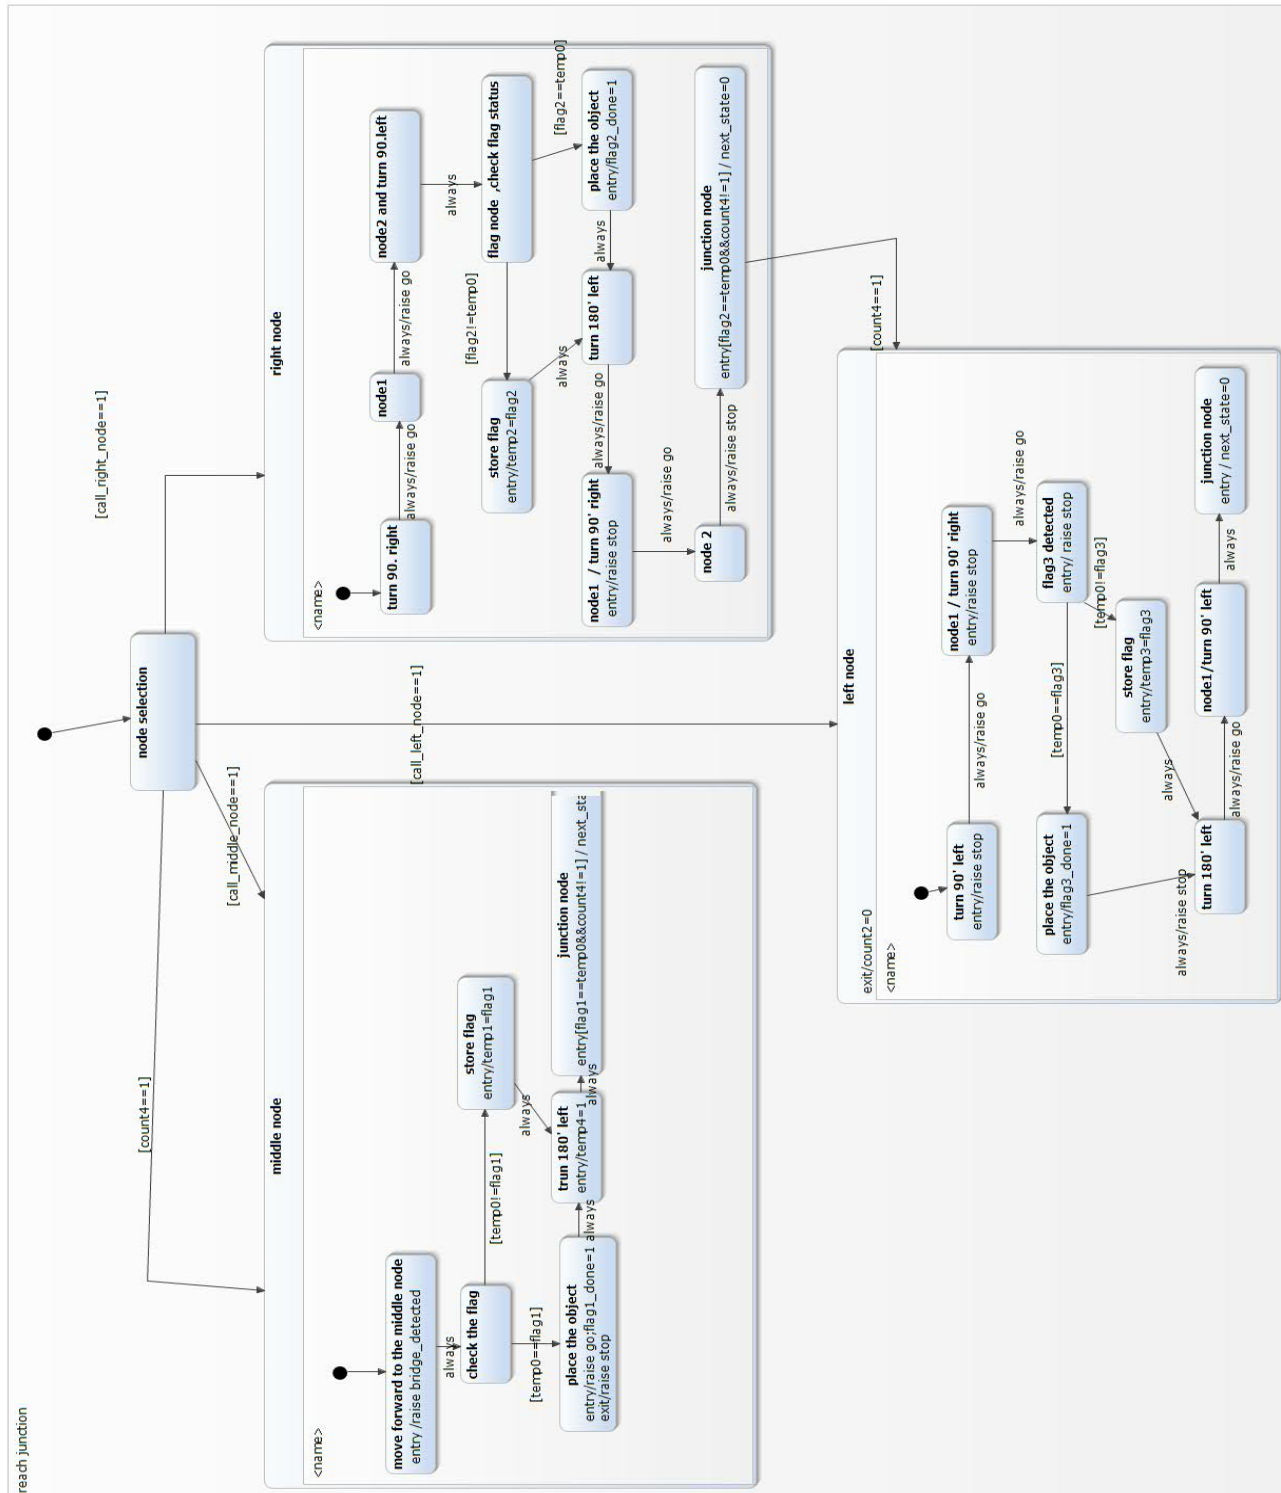 reach junction
node selection
[count4==1]
[call_middle_node==1]
[call_left_node==1]
[call_right_node==1]
middle node
<name>
move forward to the middle node
entry /raise bridge_detected
always
check the flag
[temp0!=flag1]
store flag
entry/temp1=flag1
[temp0==flag1]
place the object
entry/raise go;flag1_done=1
exit/raise stop
always
always
trun 180' left
entry/temp4=1
always
junction node
entry[flag1==temp0&&count4!=1] / next_sta
right node
<name>
turn 90. right
always/raise go
node1
always/raise go
node2 and turn 90.left
always
flag node ,check flag status
[flag2!=temp0]
[flag2==temp0]
store flag
entry/temp2=flag2
always
place the object
entry/flag2_done=1
always
turn 180' left
always/raise go
node1 / turn 90' right
entry/raise stop
always/raise go
node 2
always/raise stop
junction node
entry[flag2==temp0&&count4!=1] / next_state=0
[count4==1]
left node
exit/count2=0
<name>
turn 90' left
entry/raise stop
always/raise go
node1 / turn 90' right
entry/raise stop
always/raise go
flag3 detected
entry/ raise stop
[temp0==flag3]
[temp0!=flag3]
place the object
entry/flag3_done=1
store flag
entry/temp3=flag3
always/raise stop
always
turn 180' left
always/raise go
node1/turn 90' left
always
junction node
entry / next_state=0